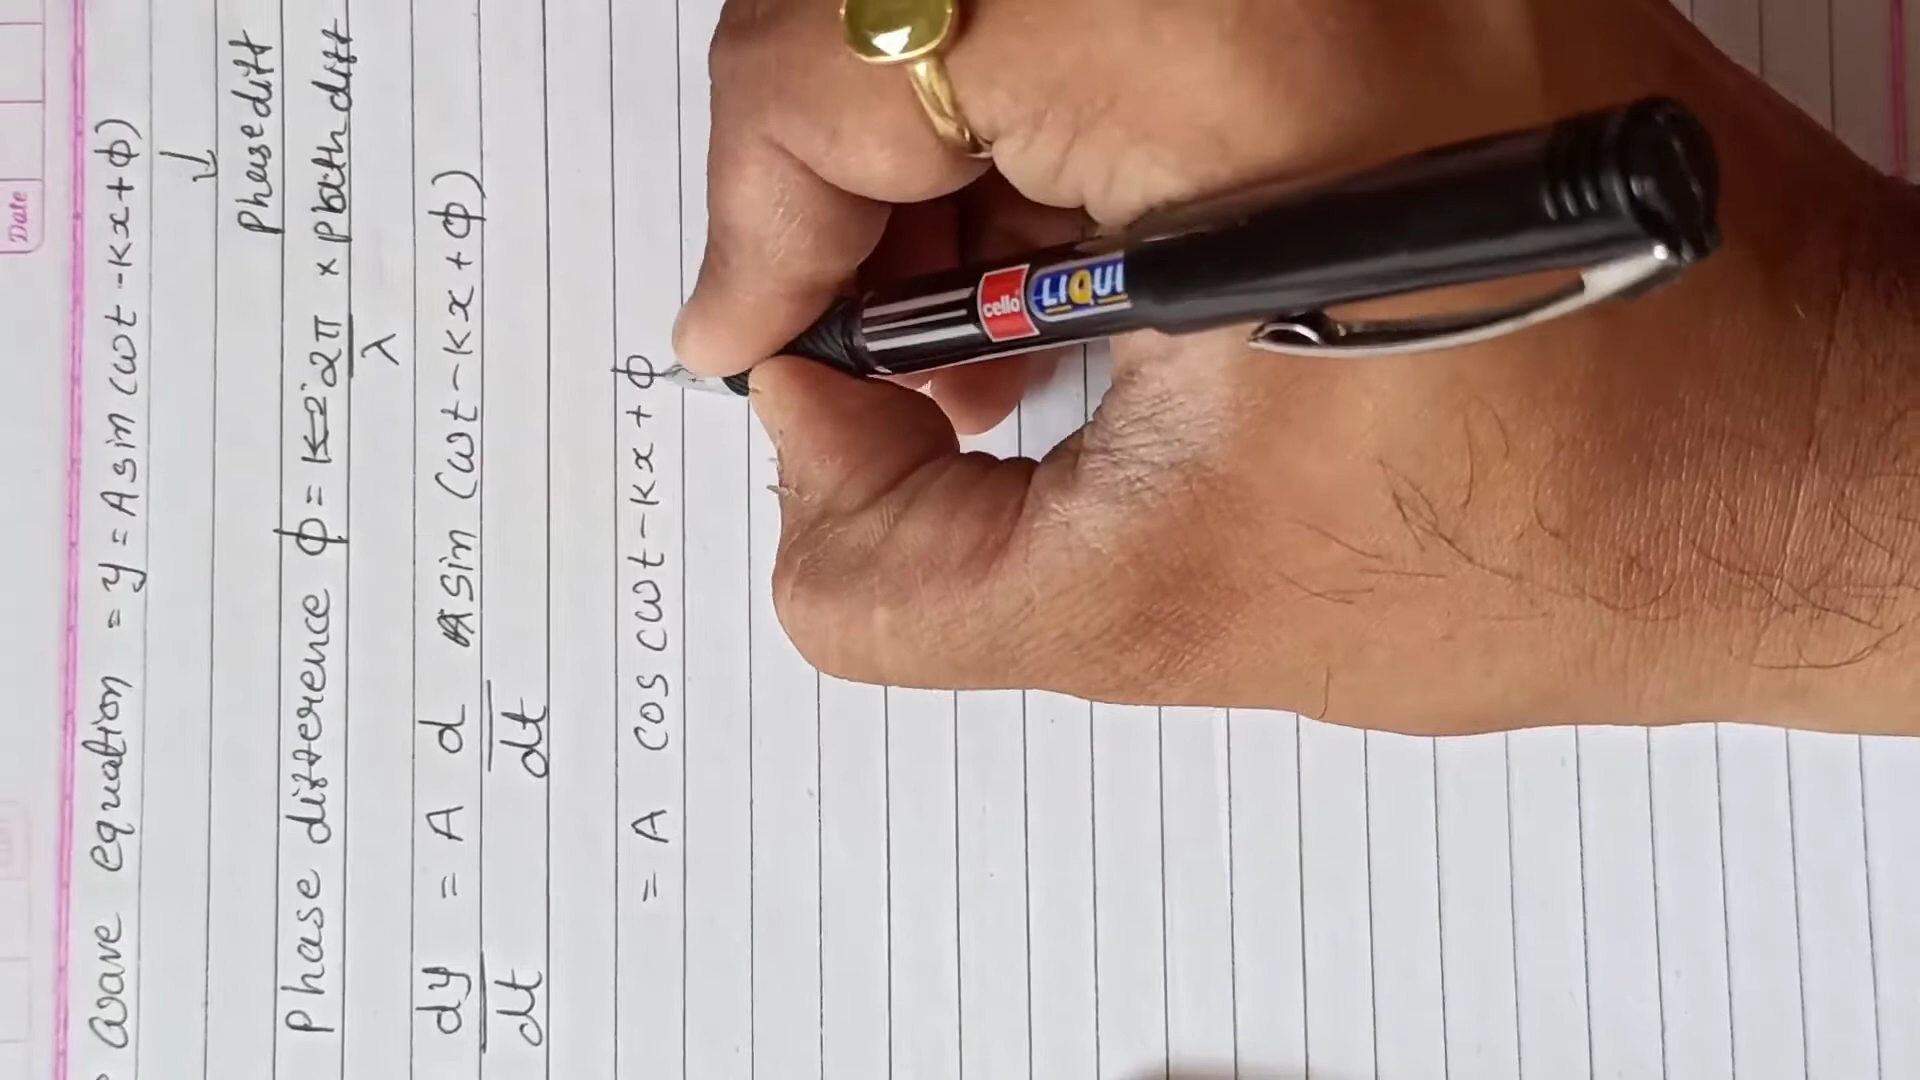 Date
wave equation = y = A sin (ωt - kx + φ)
↓
Phase diff
Phase difference φ = 2π × Path diff
λ
dy = A d sin (ωt - kx + φ)
dt dt
= A cos (ωt - kx + φ
cello
LIQUI